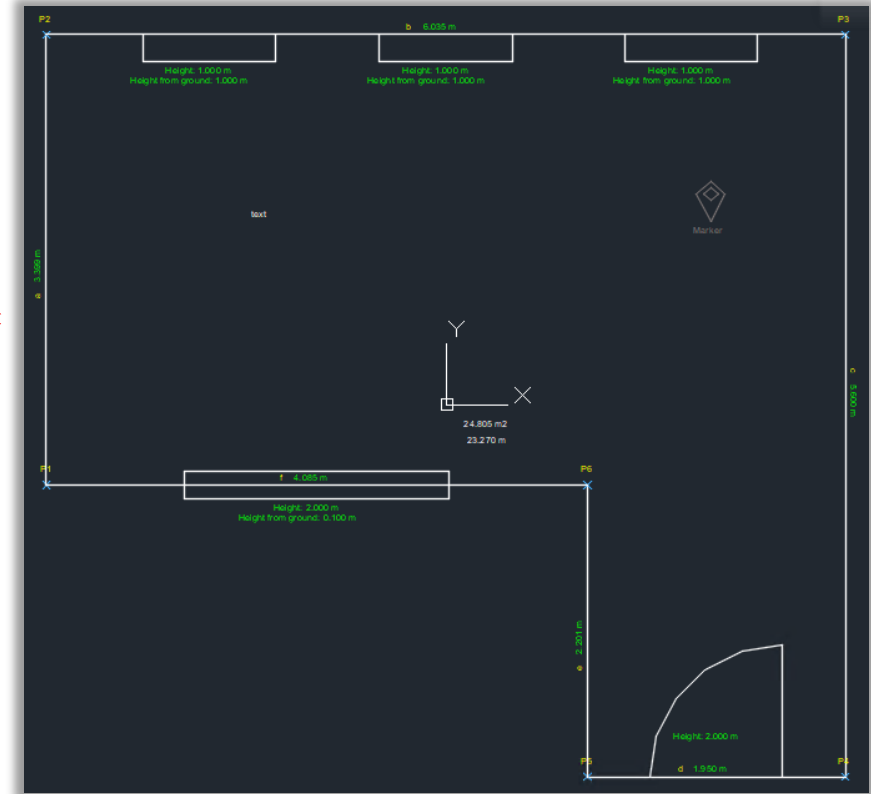 P2
b 6.035 m
P3
Height: 1.000 m
Height from ground: 1.000 m
Height: 1.000 m
Height from ground: 1.000 m
Height: 1.000 m
Height from ground: 1.000 m
text
Marker
a 3.399 m
Y
X
c 5.600 m
24.805 m2
23.270 m
P1
f 4.085 m
P6
Height: 2.000 m
Height from ground: 0.100 m
e 2.201 m
Height: 2.000 m
P5
d 1.950 m
P4